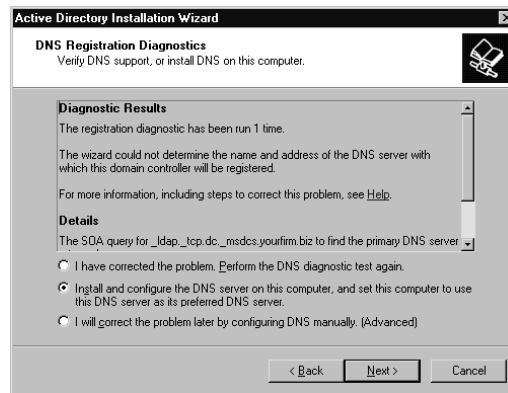 Active Directory Installation Wizard
DNS Registration Diagnostics
Verify DNS support, or install DNS on this computer.
Diagnostic Results
The registration diagnostic has been run 1 time.
The wizard could not determine the name and address of the DNS server with
which this domain controller will be registered.
For more information, including steps to correct this problem, see Help.
Details
The SOA query for _ldap._tcp.dc._msdcs.yourfirm.biz to find the primary DNS server
I have corrected the problem. Perform the DNS diagnostic test again.
Install and configure the DNS server on this computer, and set this computer to use
this DNS server as its preferred DNS server.
I will correct the problem later by configuring DNS manually. (Advanced)
< Back Next > Cancel